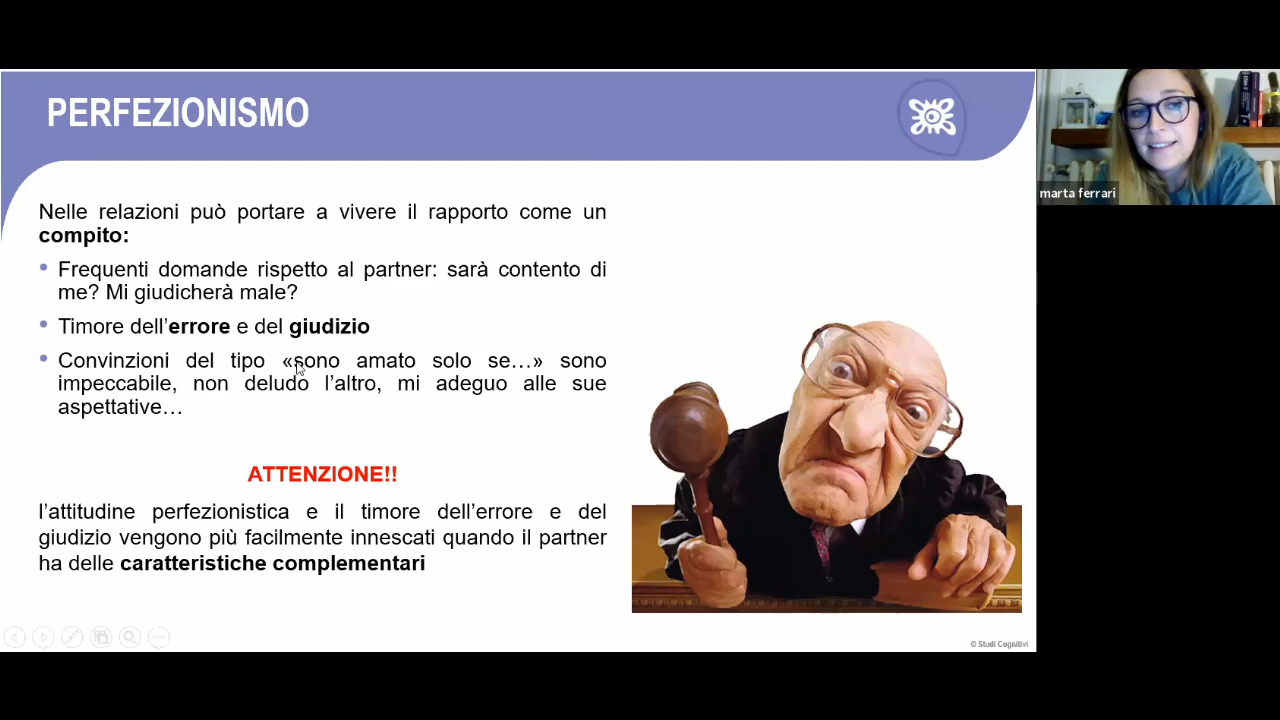 PERFEZIONISMO
marta ferrari
Nelle relazioni può portare a vivere il rapporto come un
compito:
• Frequenti domande rispetto al partner: sarà contento di
me? Mi giudicherà male?
• Timore dell'errore e del giudizio
• Convinzioni del tipo «sono amato solo se…» sono
impeccabile, non deludo l'altro, mi adeguo alle sue
aspettative…
ATTENZIONE!!
l'attitudine perfezionistica e il timore dell'errore e del
giudizio vengono più facilmente innescati quando il partner
ha delle caratteristiche complementari
© Studi Cognitivi